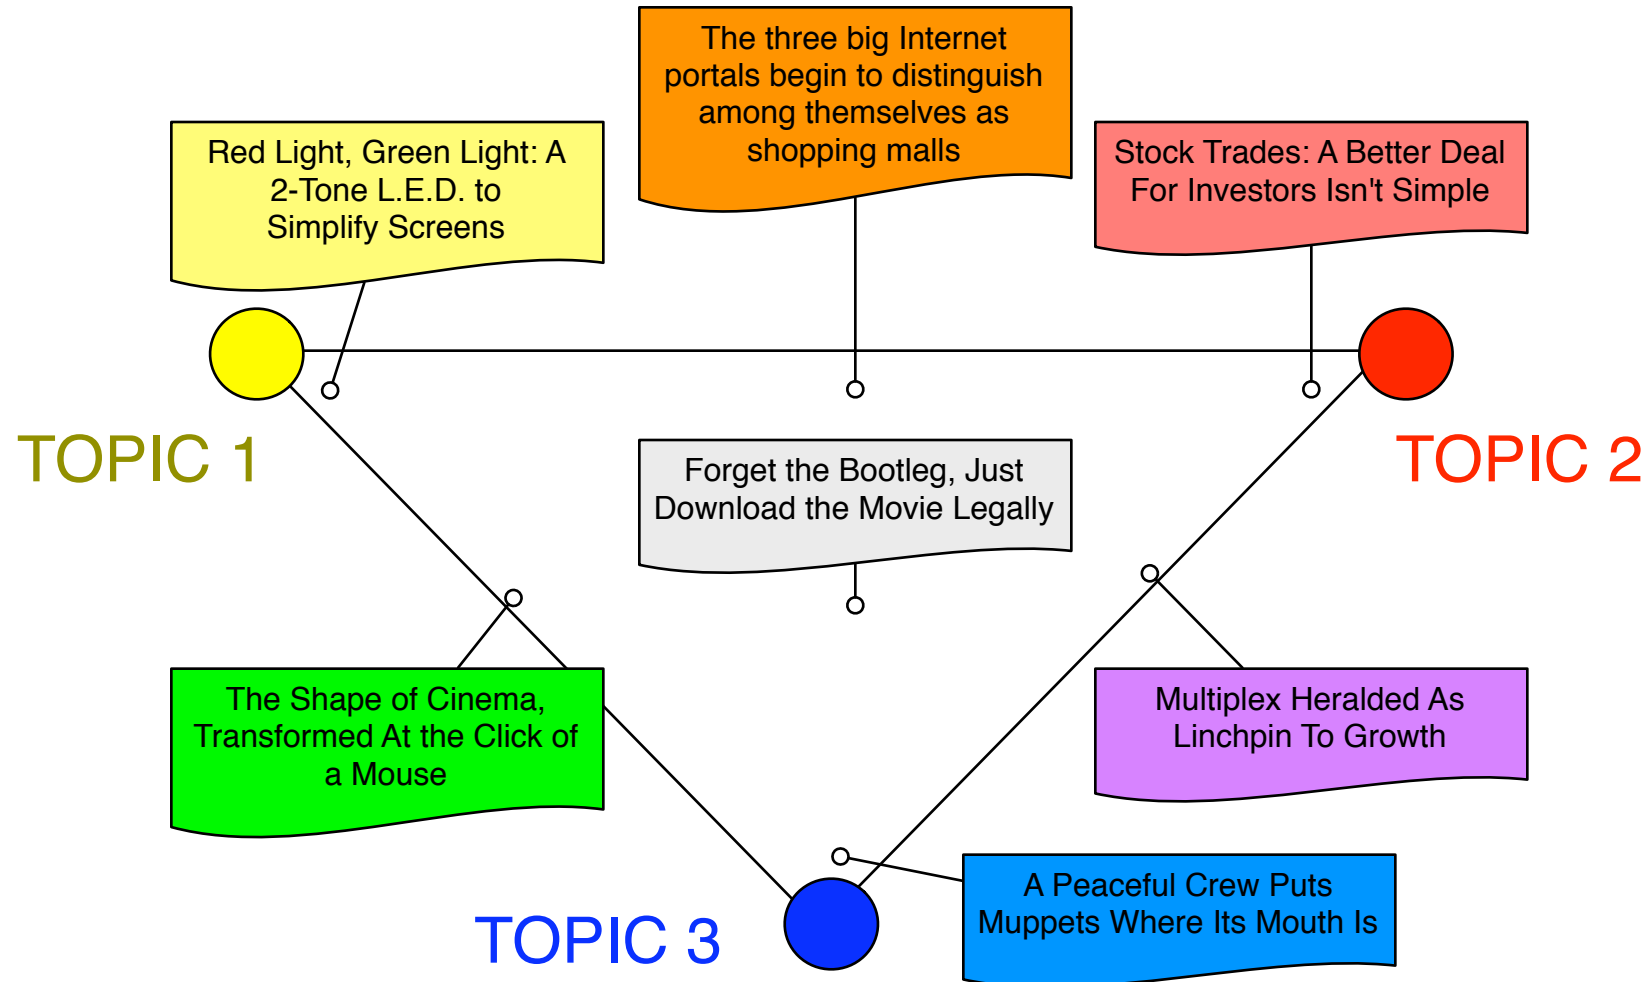 The three big Internet
portals begin to distinguish
among themselves as
shopping malls
Red Light, Green Light: A
2-Tone L.E.D. to
Simplify Screens
Stock Trades: A Better Deal
For Investors Isn't Simple
TOPIC 1
Forget the Bootleg, Just
Download the Movie Legally
TOPIC 2
The Shape of Cinema,
Transformed At the Click of
a Mouse
Multiplex Heralded As
Linchpin To Growth
TOPIC 3
A Peaceful Crew Puts
Muppets Where Its Mouth Is